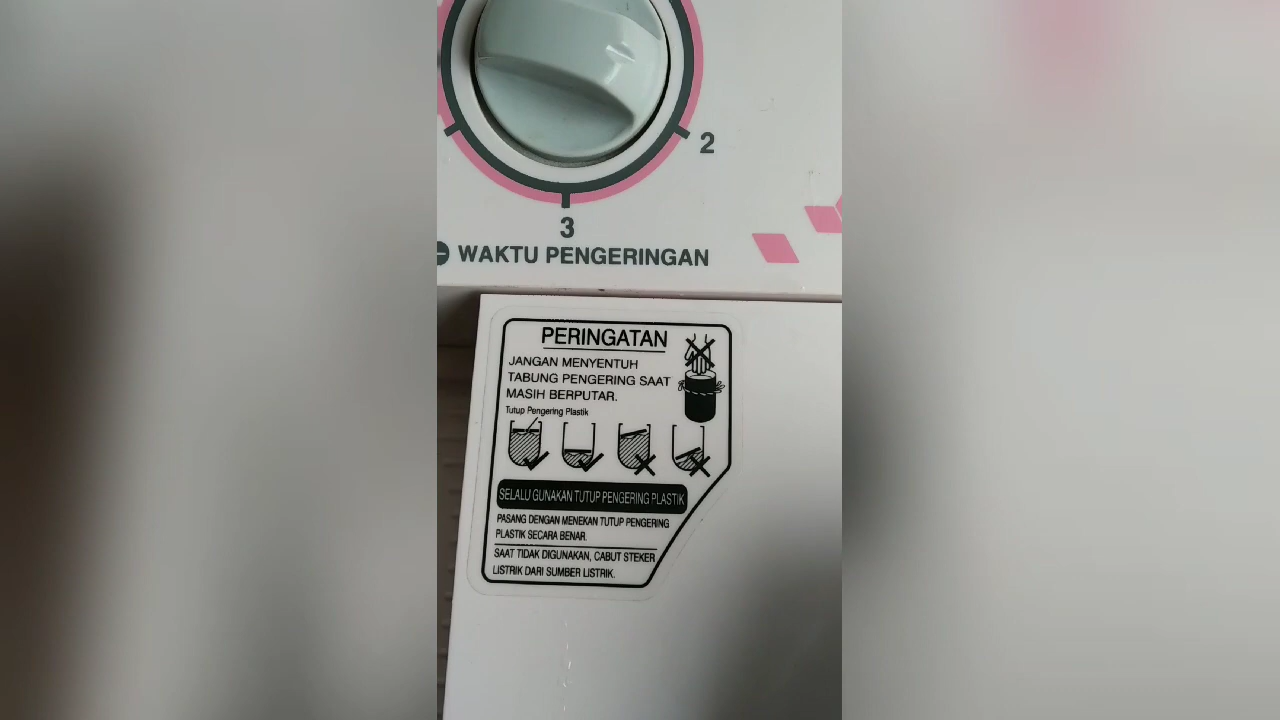 2
3
WAKTU PENGERINGAN
PERINGATAN
JANGAN MENYENTUH
TABUNG PENGERING SAAT
MASIH BERPUTAR.
Tutup Pengering Plastik
SELALU GUNAKAN TUTUP PENGERING PLASTIK
PASANG DENGAN MENEKAN TUTUP PENGERING
PLASTIK SECARA BENAR.
SAAT TIDAK DIGUNAKAN, CABUT STEKER
LISTRIK DARI SUMBER LISTRIK.